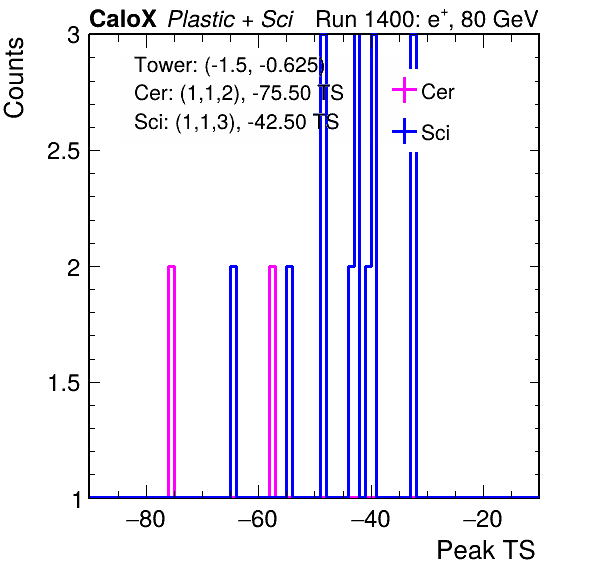 CaloX Plastic + Sci Run 1400: e+, 80 GeV
Counts
3
2.5
2
1.5
1
Tower: (-1.5, -0.625)
Cer: (1,1,2), -75.50 TS
Sci: (1,1,3), -42.50 TS
Cer
Sci
−80 −60 −40 −20
Peak TS